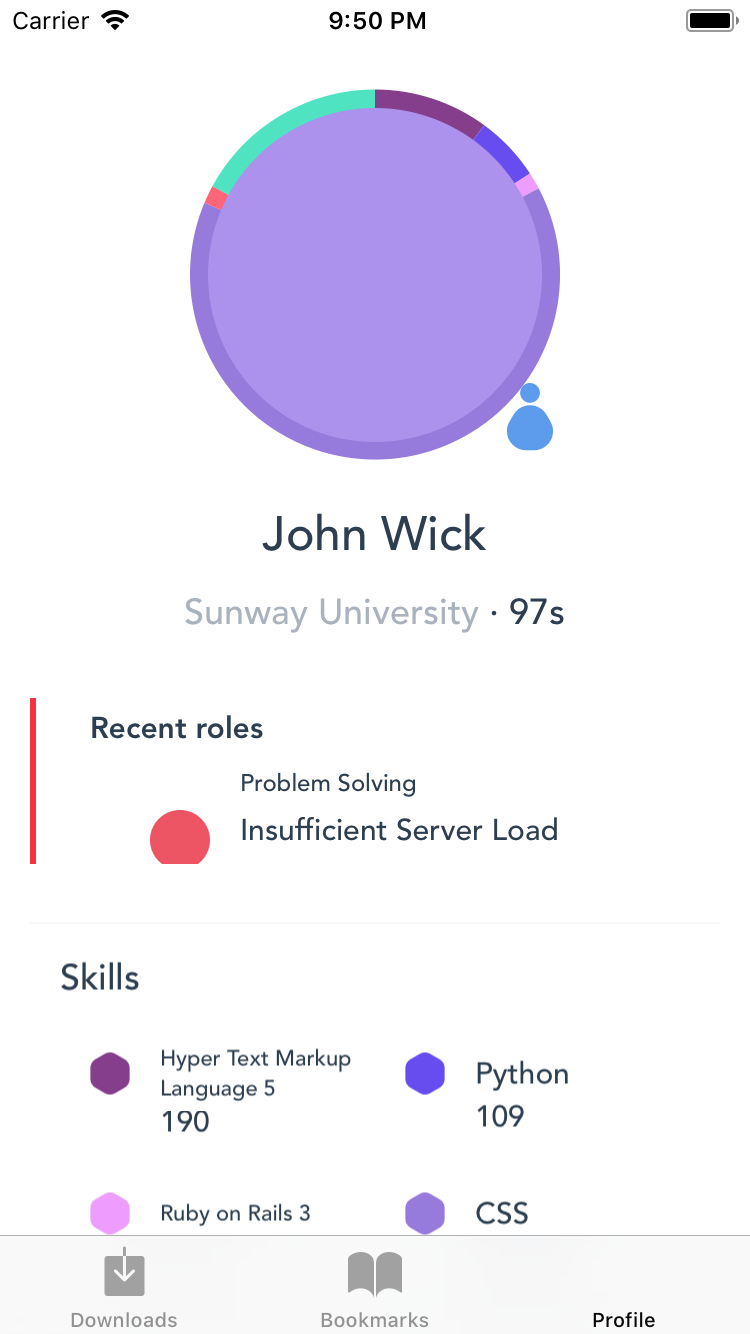 Carrier 9:50 PM
John Wick
Sunway University · 97s
Recent roles
Problem Solving
Insufficient Server Load
Skills
Hyper Text Markup
Language 5
190
Python
109
Ruby on Rails 3
CSS
Downloads Bookmarks Profile